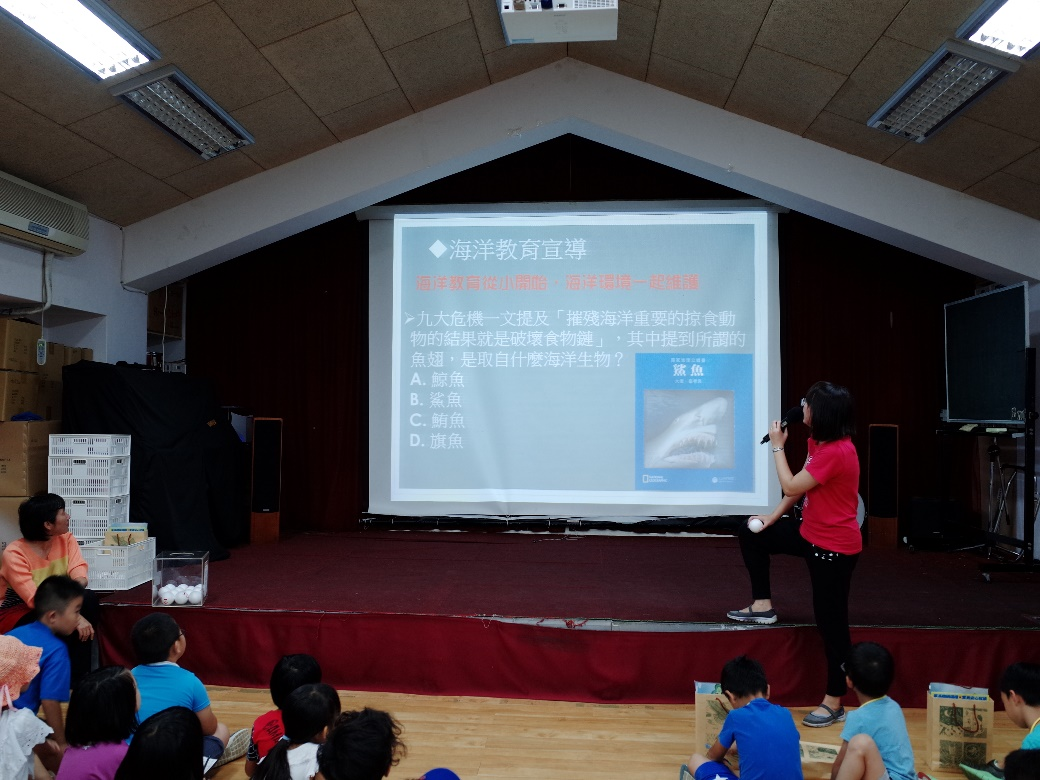 ◆海洋教育宣導
海洋教育從小開始、海洋環境一起維護
➢九大危機一文提及「摧殘海洋重要的掠食動
物的結果就是破壞食物鏈」，其中提到所謂的
魚翅，是取自什麼海洋生物？
A. 鯨魚
B. 鯊魚
C. 鮪魚
D. 旗魚
鯊魚
NATIONAL GEOGRAPHIC